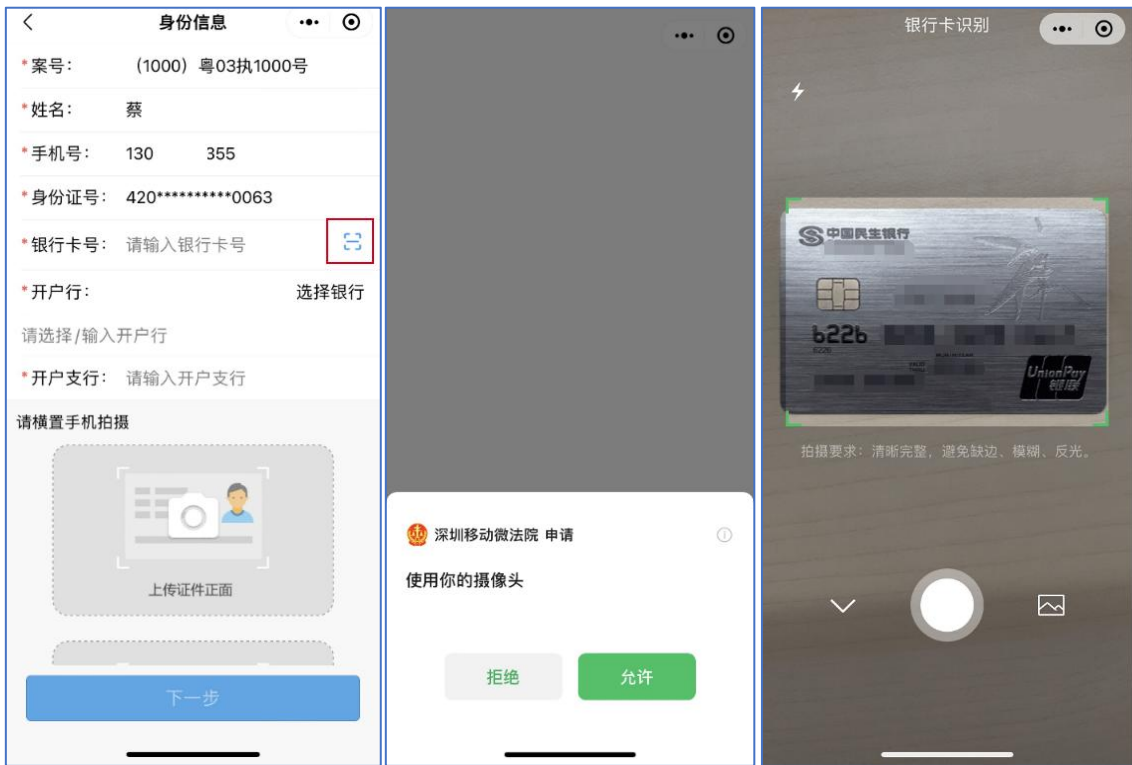 身份信息
*案号: (1000) 粤03执1000号
*姓名: 蔡
*手机号: 130 355
*身份证号: 420**********0063
*银行卡号: 请输入银行卡号
*开户行: 选择银行
请选择/输入开户行
*开户支行: 请输入开户支行
请横置手机拍摄
上传证件正面
下一步
深圳移动微法院 申请
使用你的摄像头
拒绝
允许
银行卡识别
中国民生银行
6226
6226
UnionPay
银联
拍摄要求: 清晰完整, 避免缺边、模糊、反光。